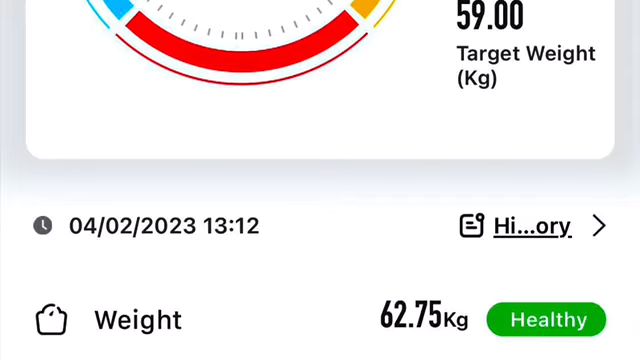 59.00
Target Weight
(Kg)
04/02/2023 13:12
Hi...ory
Weight
62.75Kg
Healthy